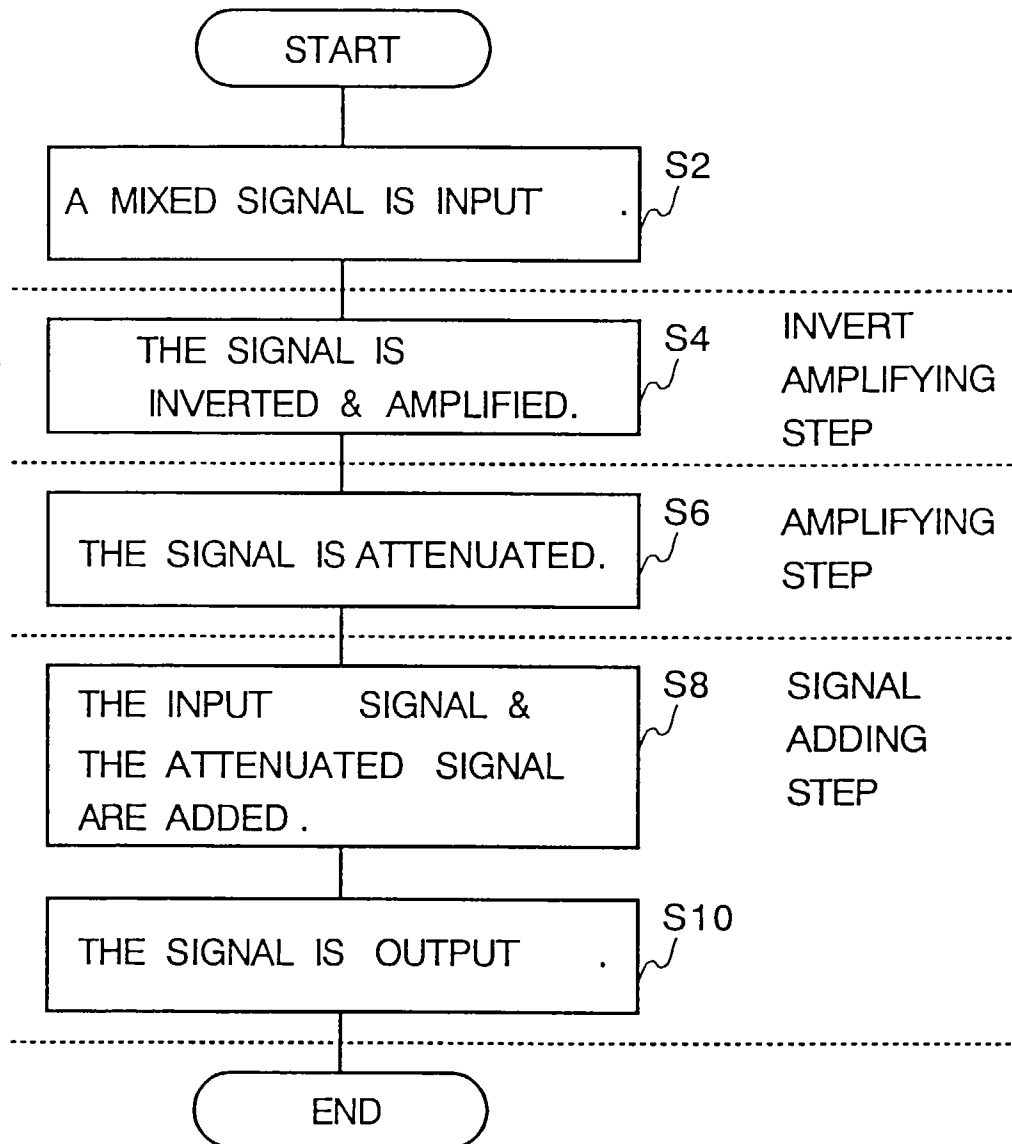 START
A MIXED SIGNAL IS INPUT .
S2
THE SIGNAL IS
INVERTED & AMPLIFIED.
S4
INVERT
AMPLIFYING
STEP
THE SIGNAL IS ATTENUATED.
S6
AMPLIFYING
STEP
THE INPUT SIGNAL &
THE ATTENUATED SIGNAL
ARE ADDED .
S8
SIGNAL
ADDING
STEP
THE SIGNAL IS OUTPUT .
S10
END